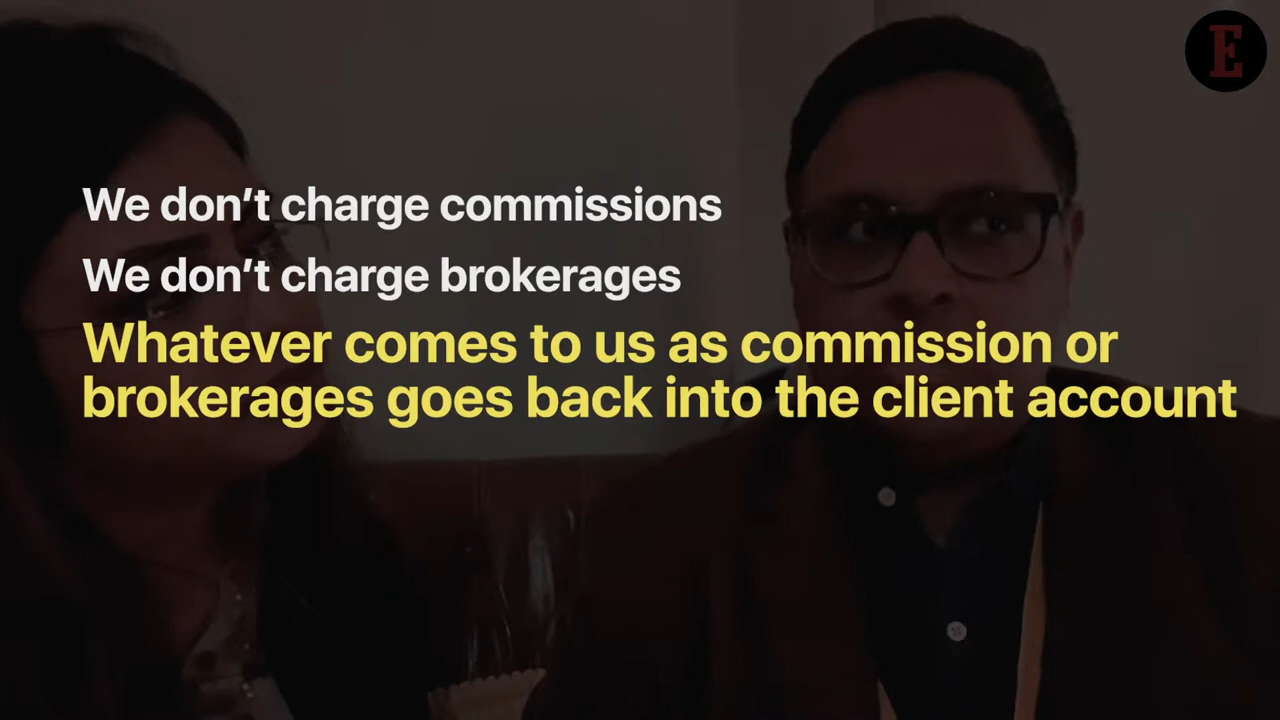 E
We don’t charge commissions
We don’t charge brokerages
Whatever comes to us as commission or
brokerages goes back into the client account